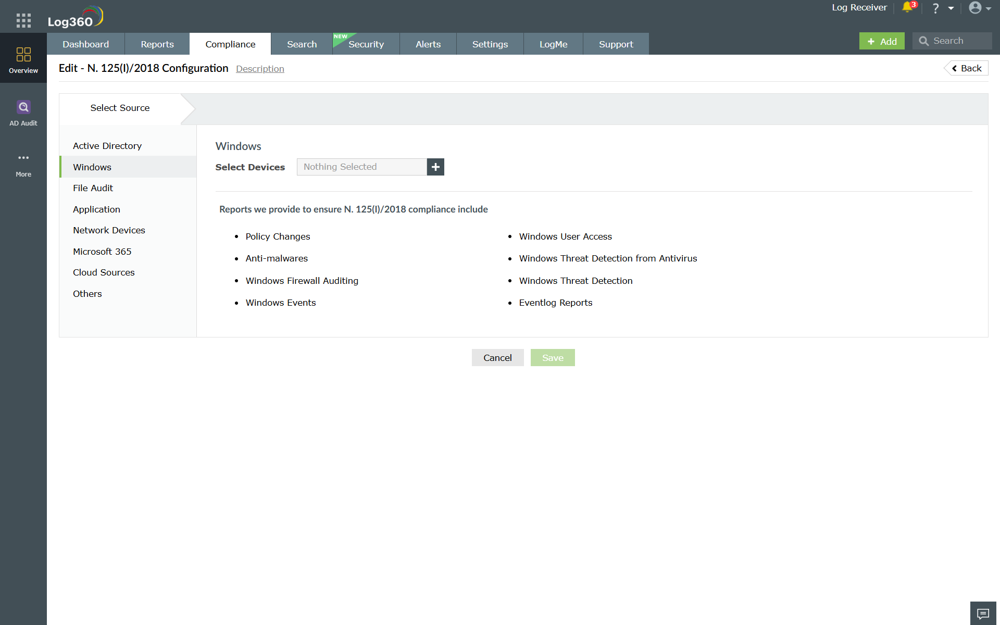 Log Receiver
3
?
Log360
Dashboard
Reports
Compliance
Search
NEW
Security
Alerts
Settings
LogMe
Support
+ Add
Search
Overview
AD Audit
More
Edit - N. 125(I)/2018 Configuration
Description
Back
Select Source
Active Directory
Windows
File Audit
Application
Network Devices
Microsoft 365
Cloud Sources
Others
Windows
Select Devices
Nothing Selected
+
Reports we provide to ensure N. 125(I)/2018 compliance include
• Policy Changes
• Windows User Access
• Anti-malwares
• Windows Threat Detection from Antivirus
• Windows Firewall Auditing
• Windows Threat Detection
• Windows Events
• Eventlog Reports
Cancel
Save